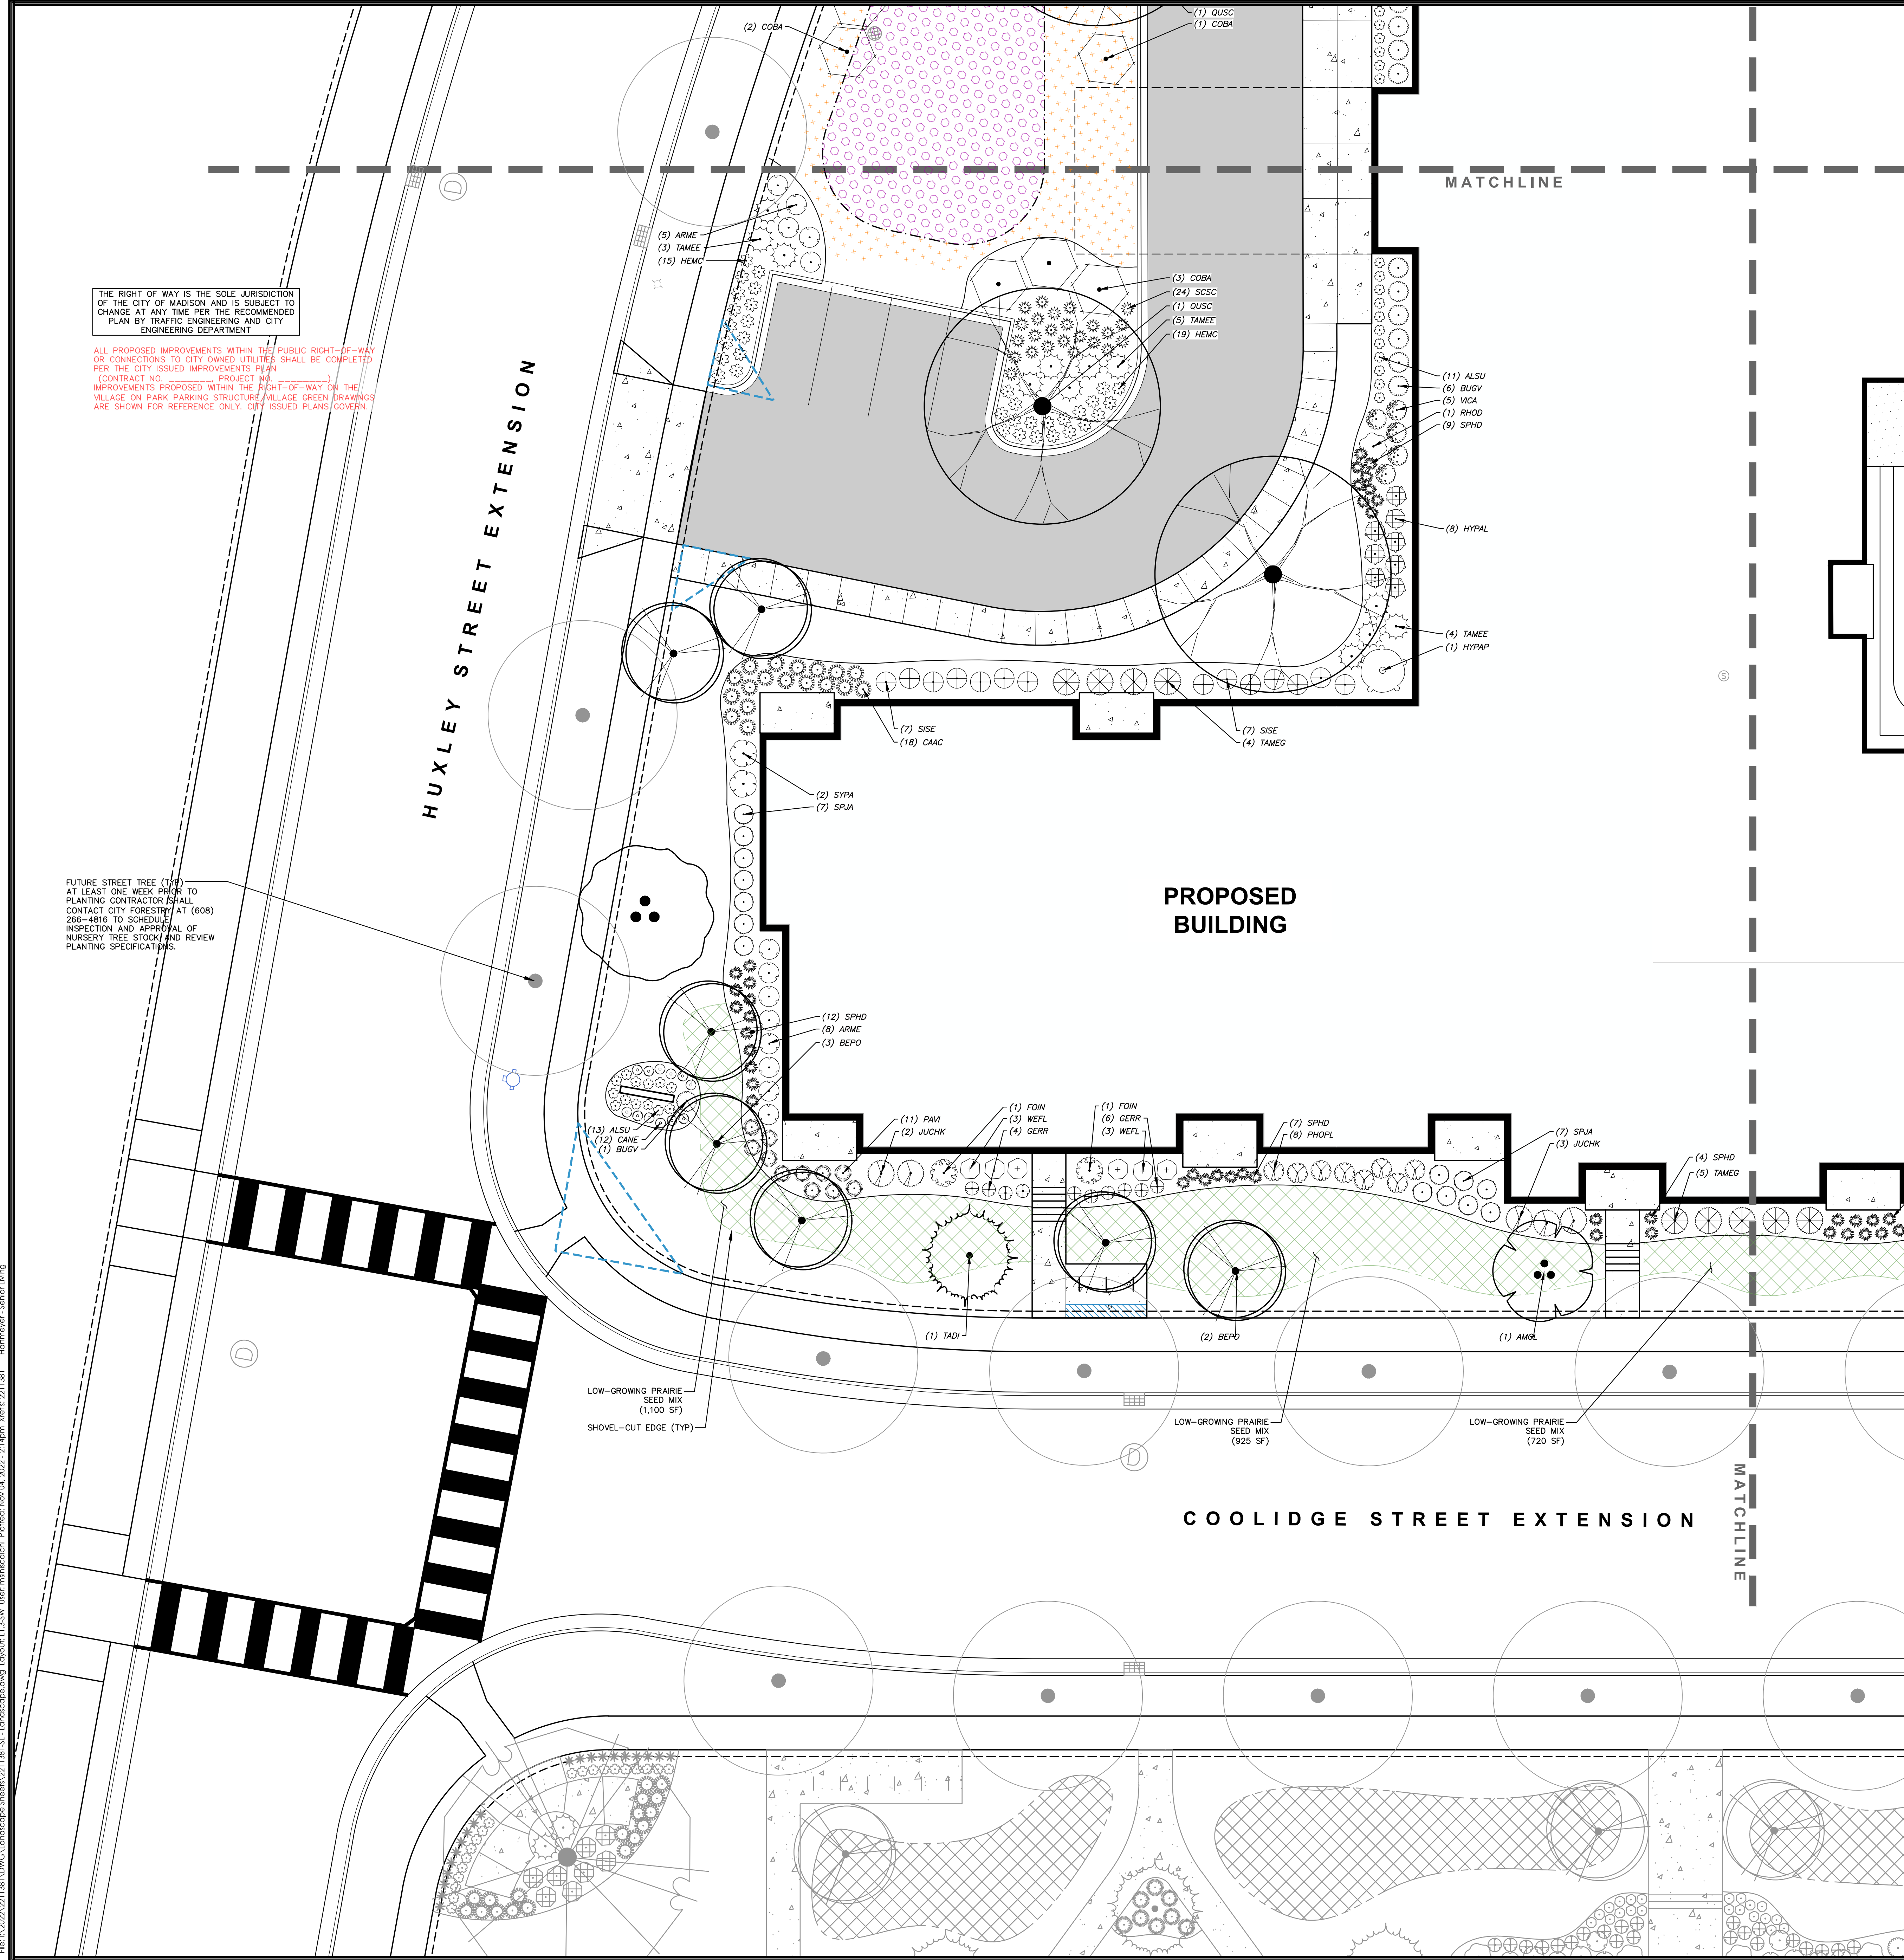 (2) COBA
(1) QUSC
(1) COBA
MATCHLINE
(5) ARME
(3) TAMEE
(15) HEMC
(3) COBA
(24) SCSC
(1) QUSC
(5) TAMEE
(19) HEMC
THE RIGHT OF WAY IS THE SOLE JURISDICTION
OF THE CITY OF MADISON AND IS SUBJECT TO
CHANGE AT ANY TIME PER THE RECOMMENDED
PLAN BY TRAFFIC ENGINEERING AND CITY
ENGINEERING DEPARTMENT
ALL PROPOSED IMPROVEMENTS WITHIN THE PUBLIC RIGHT-OF-WAY
OR CONNECTIONS TO CITY OWNED UTILITIES SHALL BE COMPLETED
PER THE CITY ISSUED IMPROVEMENTS PLAN
(CONTRACT NO. ________, PROJECT NO. ________).
IMPROVEMENTS PROPOSED WITHIN THE RIGHT-OF-WAY ON THE
VILLAGE ON PARK PARKING STRUCTURE/VILLAGE GREEN DRAWINGS
ARE SHOWN FOR REFERENCE ONLY. CITY ISSUED PLANS GOVERN.
(11) ALSU
(6) BUGV
(5) VICA
(1) RHOD
(9) SPHD
(8) HYPAL
(4) TAMEE
(1) HYPAP
HUXLEY STREET EXTENSION
S
(7) SISE
(18) CAAC
(7) SISE
(4) TAMEG
(2) SYPA
(7) SPJA
FUTURE STREET TREE (TYP)
AT LEAST ONE WEEK PRIOR TO
PLANTING CONTRACTOR SHALL
CONTACT CITY FORESTRY AT (608)
266-4816 TO SCHEDULE
INSPECTION AND APPROVAL OF
NURSERY TREE STOCK AND REVIEW
PLANTING SPECIFICATIONS.
PROPOSED
BUILDING
(12) SPHD
(8) ARME
(3) BEPO
(13) ALSU
(12) CANE
(1) BUGV
(11) PAVI
(2) JUCHK
(1) FOIN
(3) WEFL
(4) GERR
(1) FOIN
(6) GERR
(3) WEFL
(7) SPHD
(8) PHOPL
(7) SPJA
(3) JUCHK
(4) SPHD
(5) TAMEG
(1) TADI
(2) BEPO
(1) AMGL
LOW-GROWING PRAIRIE
SEED MIX
(1,100 SF)
SHOVEL-CUT EDGE (TYP)
LOW-GROWING PRAIRIE
SEED MIX
(925 SF)
LOW-GROWING PRAIRIE
SEED MIX
(720 SF)
D
D
D
COOLIDGE STREET EXTENSION
MATCHLINE